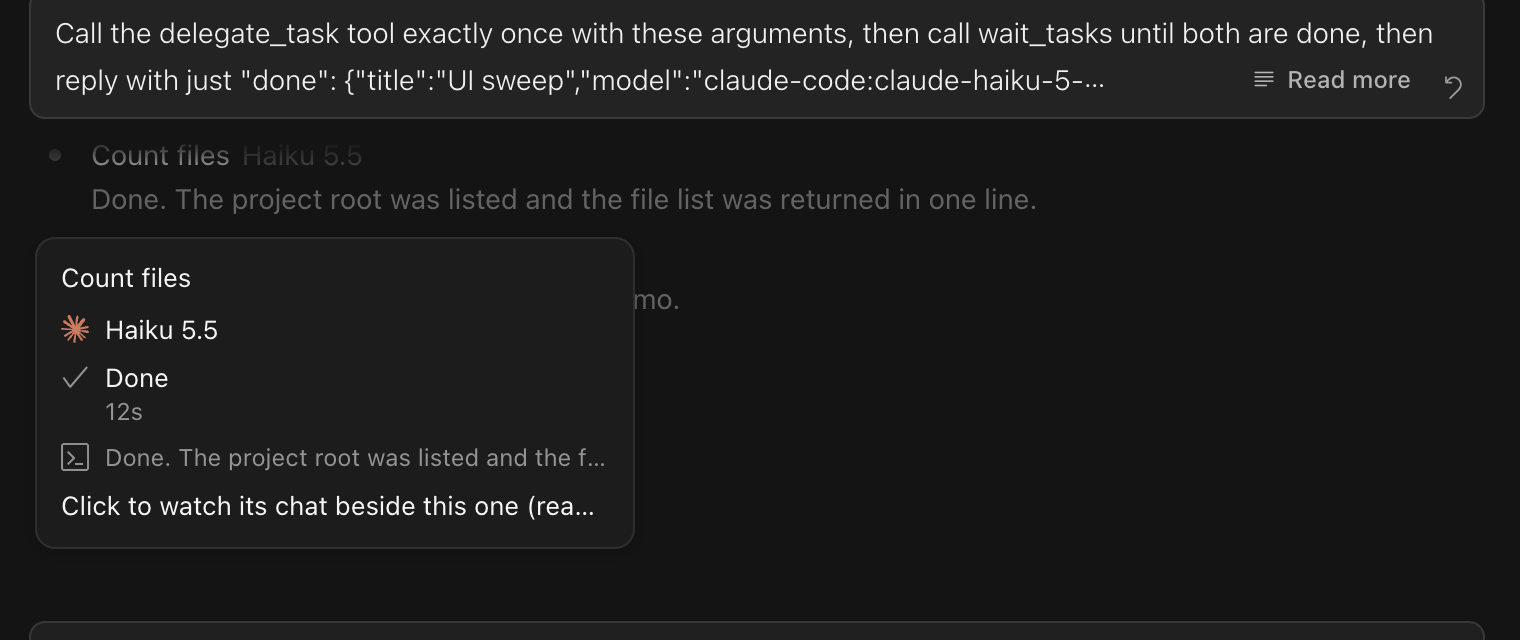 Call the delegate_task tool exactly once with these arguments, then call wait_tasks until both are done, then
reply with just "done": {"title":"UI sweep","model":"claude-code:claude-haiku-5-...
Read more
Count files Haiku 5.5
Done. The project root was listed and the file list was returned in one line.
mo.
Count files
Haiku 5.5
Done
12s
Done. The project root was listed and the f...
Click to watch its chat beside this one (rea...